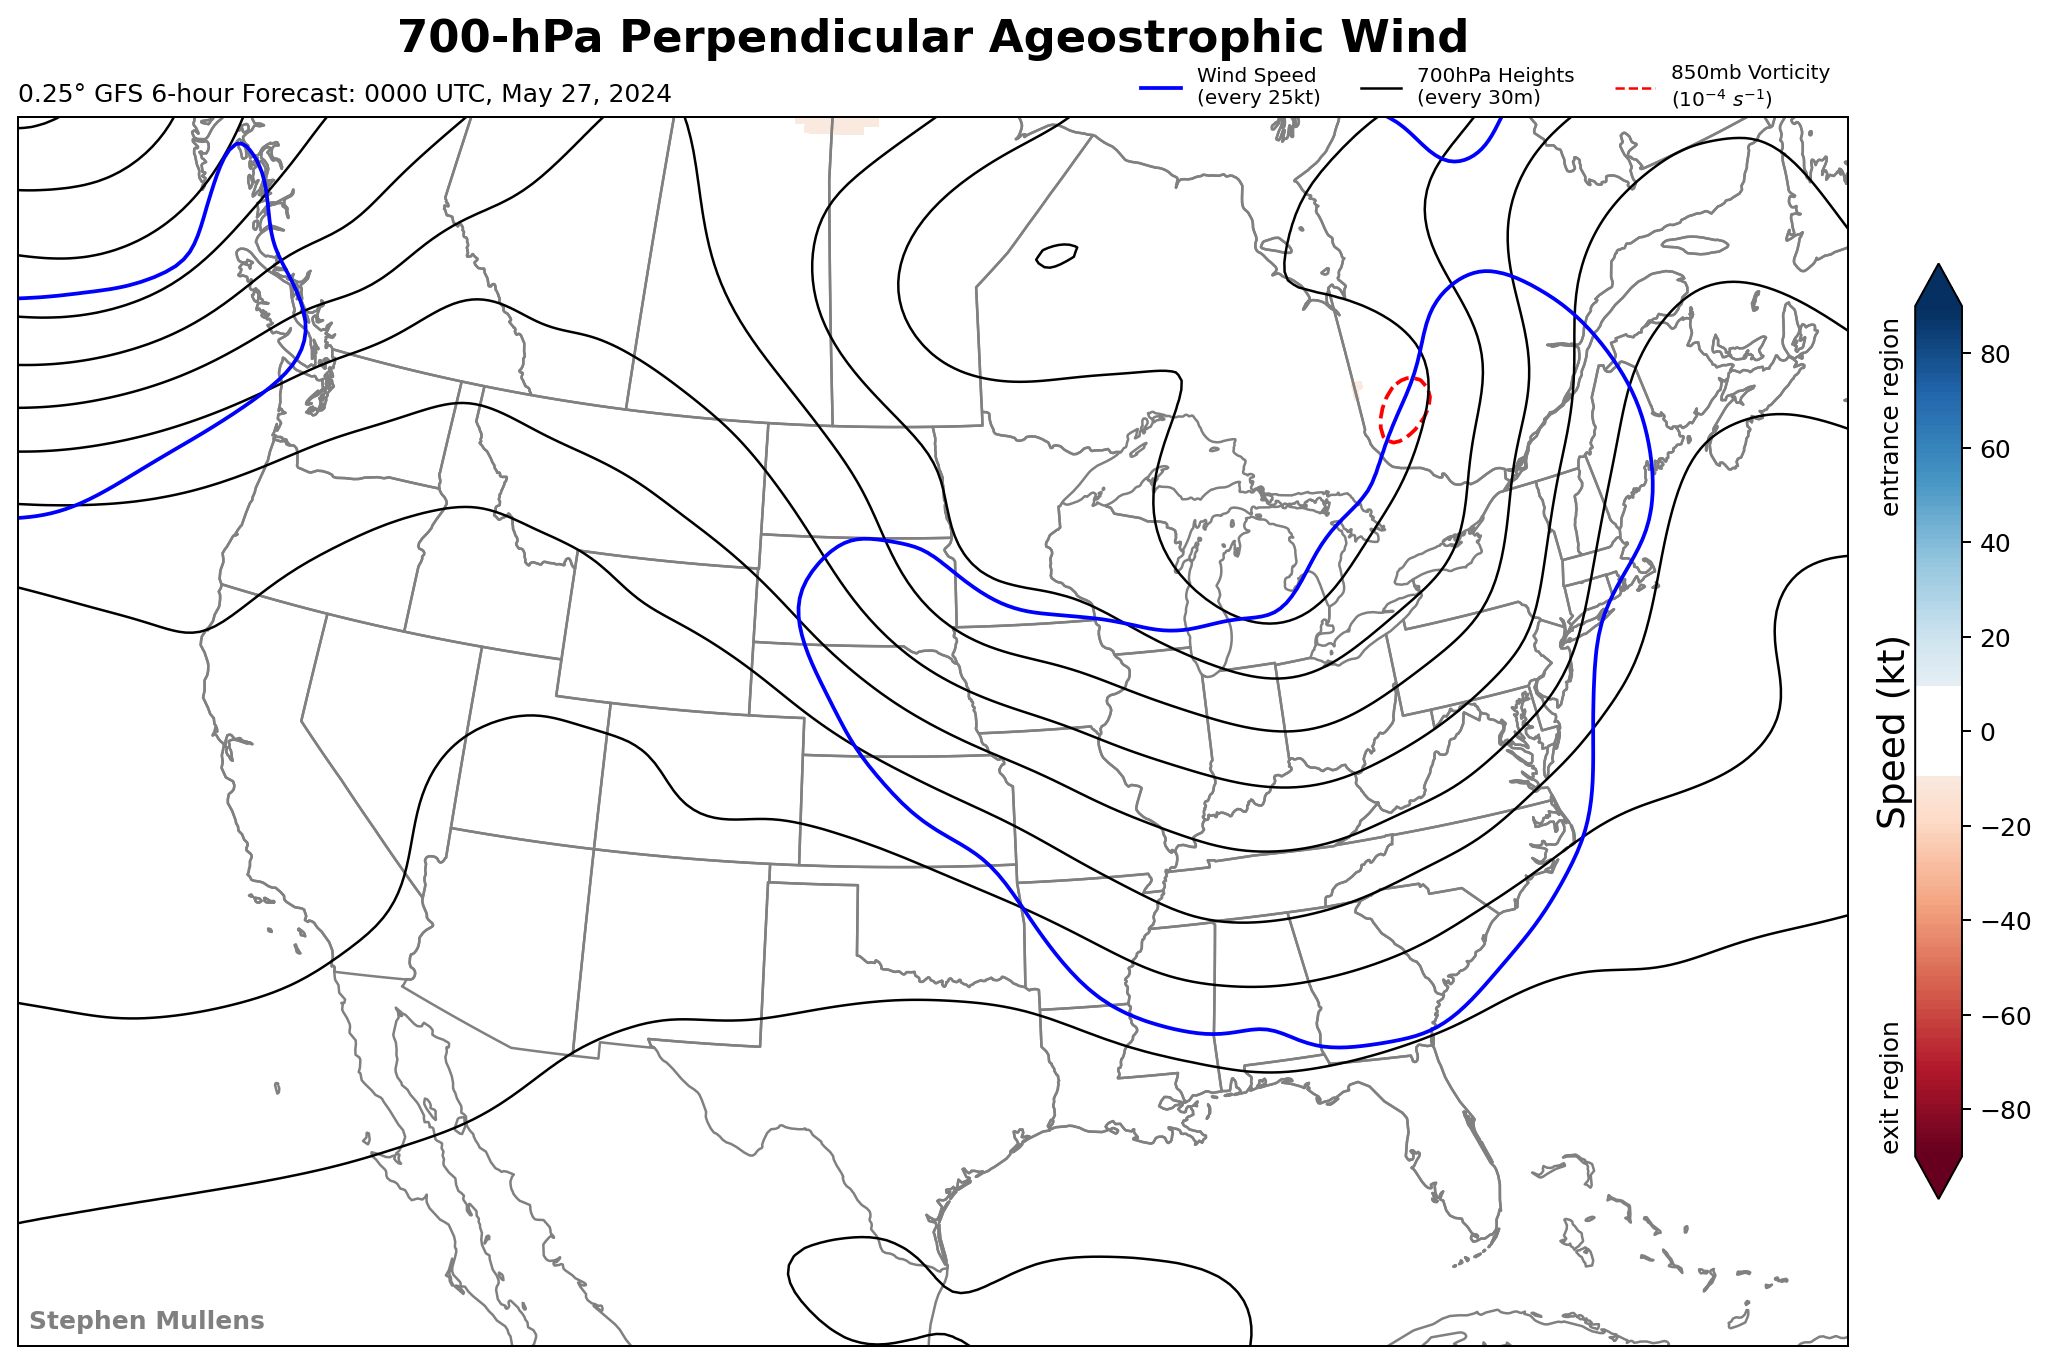 700-hPa Perpendicular Ageostrophic Wind
0.25° GFS 6-hour Forecast: 0000 UTC, May 27, 2024
Wind Speed
(every 25kt)
700hPa Heights
(every 30m)
850mb Vorticity
(10⁻⁴ s⁻¹)
entrance region
Speed (kt)
exit region
80
60
40
20
0
−20
−40
−60
−80
Stephen Mullens